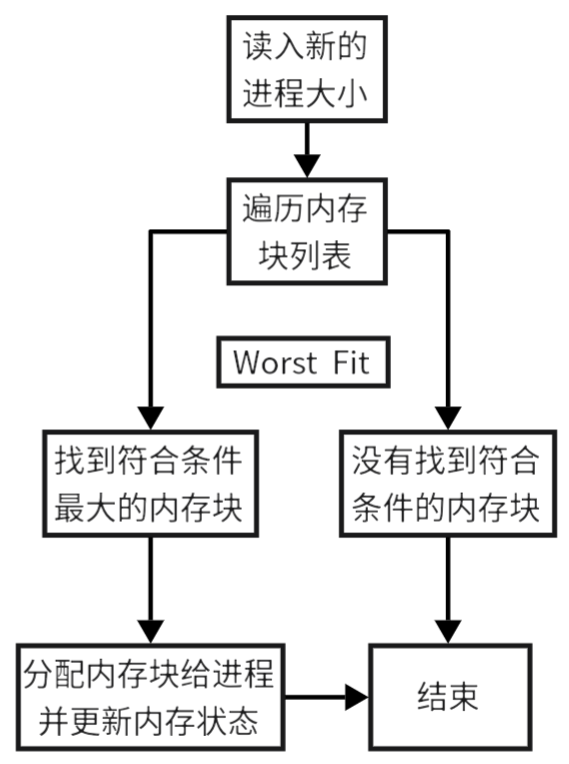 读入新的
进程大小
遍历内存
块列表
Worst Fit
找到符合条件
最大的内存块
没有找到符合
条件的内存块
分配内存块给进程
并更新内存状态
结束